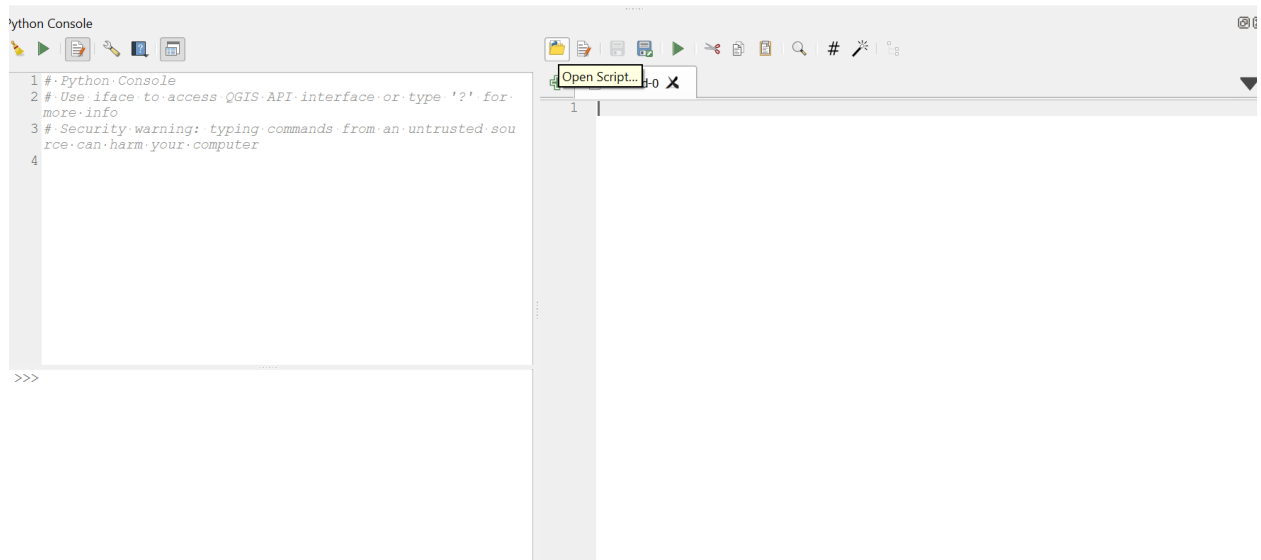 Python Console
Open Script...
d-0
1 #·Python·Console
2 #·Use·iface·to·access·QGIS·API·interface·or·type·'?'·for·
more·info
3 #·Security·warning:·typing·commands·from·an·untrusted·sou
rce·can·harm·your·computer
4
>>>
1